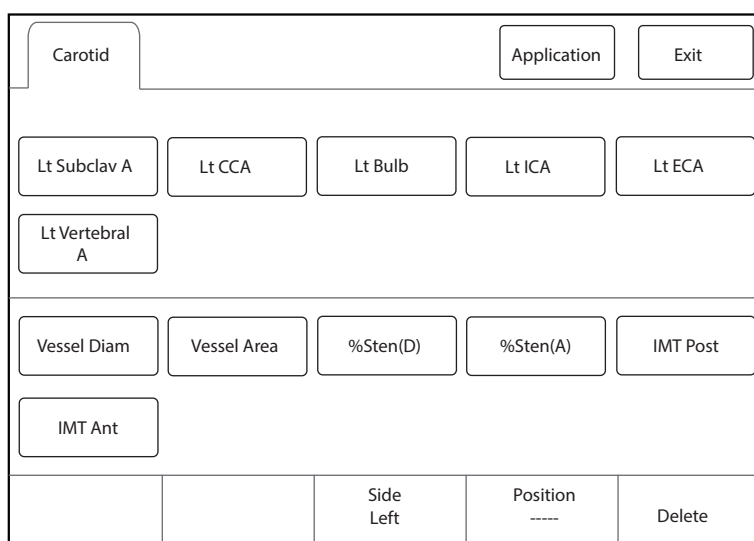 Carotid
Application
Exit
Lt Subclav A
Lt CCA
Lt Bulb
Lt ICA
Lt ECA
Lt Vertebral
A
Vessel Diam
Vessel Area
%Sten(D)
%Sten(A)
IMT Post
IMT Ant
Side
Left
Position
-----
Delete